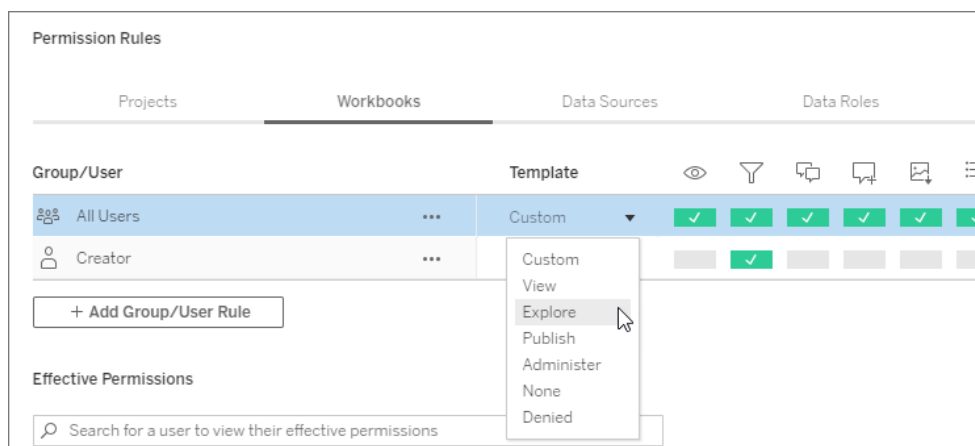 Permission Rules
Projects Workbooks Data Sources Data Roles
Group/User Template
All Users ••• Custom
Creator •••
Custom
View
+ Add Group/User Rule
Explore
Publish
Administer
Effective Permissions
None
Denied
Search for a user to view their effective permissions